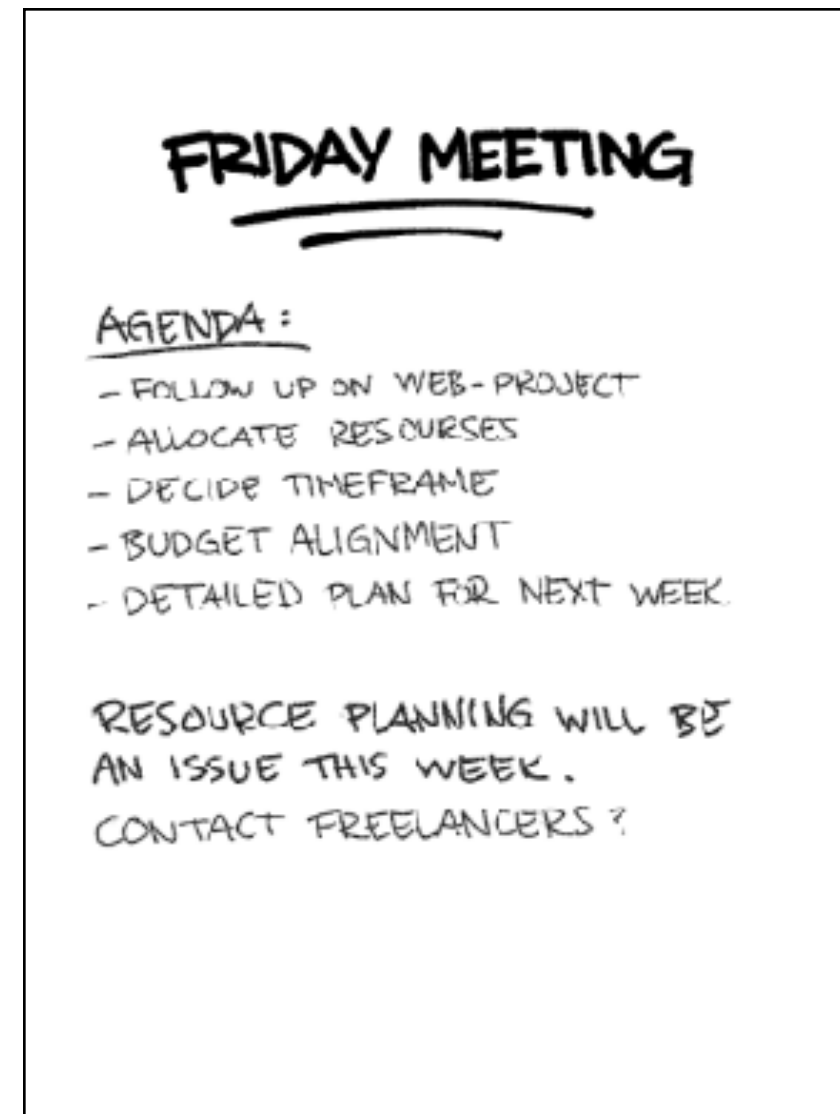 FRIDAY MEETING
AGENDA:
- FOLLOW UP ON WEB-PROJECT
- ALLOCATE RESOURSES
- DECIDE TIMEFRAME
- BUDGET ALIGNMENT
- DETAILED PLAN FOR NEXT WEEK
RESOURCE PLANNING WILL BE
AN ISSUE THIS WEEK.
CONTACT FREELANCERS?